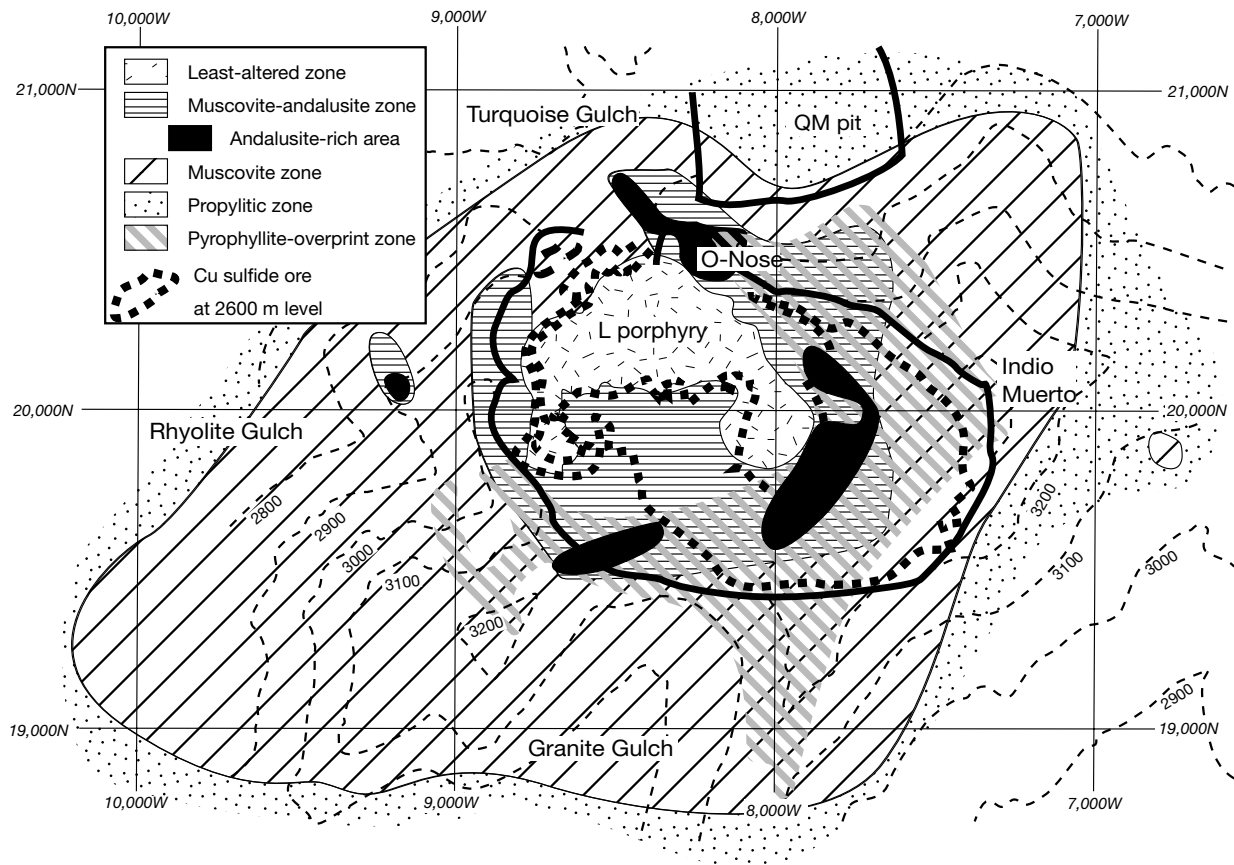 10,000W
9,000W
8,000W
7,000W
Least-altered zone
21,000N
Muscovite-andalusite zone
21,000N
Turquoise Gulch
QM pit
Andalusite-rich area
Muscovite zone
Propylitic zone
Pyrophyllite-overprint zone
O-Nose
Cu sulfide ore
at 2600 m level
L porphyry
Indio
Muerto
20,000N
20,000N
Rhyolite Gulch
2800
2900
3000
3100
3200
3200
3100
3000
2900
19,000N
19,000N
Granite Gulch
10,000W
9,000W
8,000W
7,000W